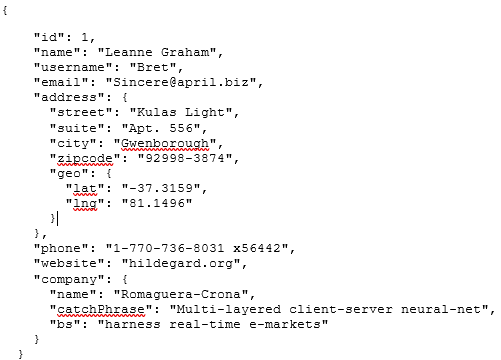 {
"id": 1,
"name": "Leanne Graham",
"username": "Bret",
"email": "Sincere@april.biz",
"address": {
"street": "Kulas Light",
"suite": "Apt. 556",
"city": "Gwenborough",
"zipcode": "92998-3874",
"geo": {
"lat": "-37.3159",
"lng": "81.1496"
}
},
"phone": "1-770-736-8031 x56442",
"website": "hildegard.org",
"company": {
"name": "Romaguera-Crona",
"catchPhrase": "Multi-layered client-server neural-net",
"bs": "harness real-time e-markets"
}
}